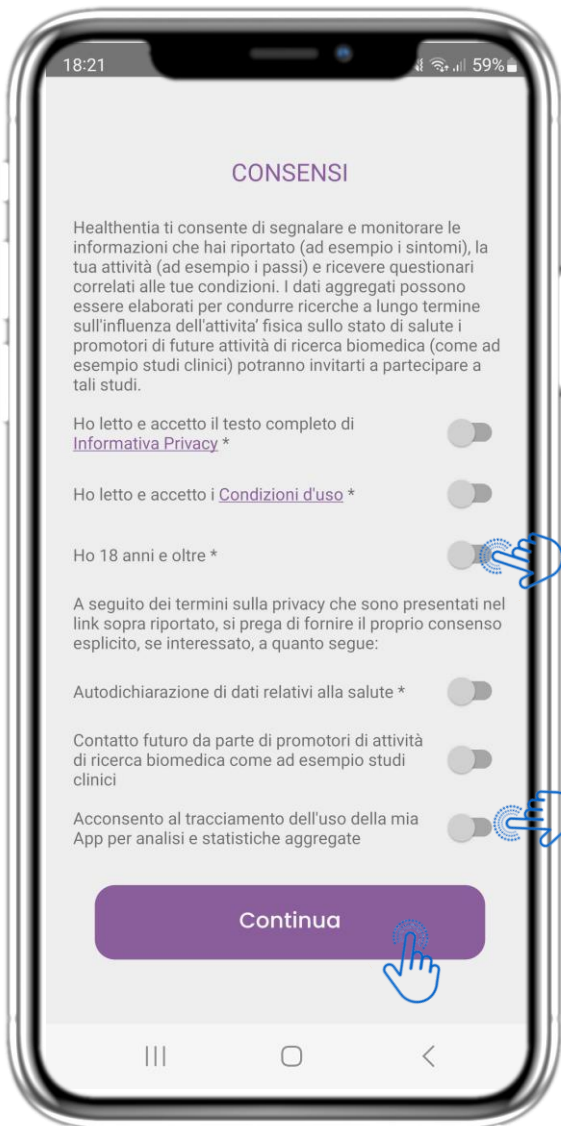 18:21
59%
CONSENSI
Healthentia ti consente di segnalare e monitorare le
informazioni che hai riportato (ad esempio i sintomi), la
tua attività (ad esempio i passi) e ricevere questionari
correlati alle tue condizioni. I dati aggregati possono
essere elaborati per condurre ricerche a lungo termine
sull'influenza dell'attivita' fisica sullo stato di salute i
promotori di future attività di ricerca biomedica (come ad
esempio studi clinici) potranno invitarti a partecipare a
tali studi.
Ho letto e accetto il testo completo di
Informativa Privacy *
Ho letto e accetto i Condizioni d'uso *
Ho 18 anni e oltre *
A seguito dei termini sulla privacy che sono presentati nel
link sopra riportato, si prega di fornire il proprio consenso
esplicito, se interessato, a quanto segue:
Autodichiarazione di dati relativi alla salute *
Contatto futuro da parte di promotori di attività
di ricerca biomedica come ad esempio studi
clinici
Acconsento al tracciamento dell'uso della mia
App per analisi e statistiche aggregate
Continua